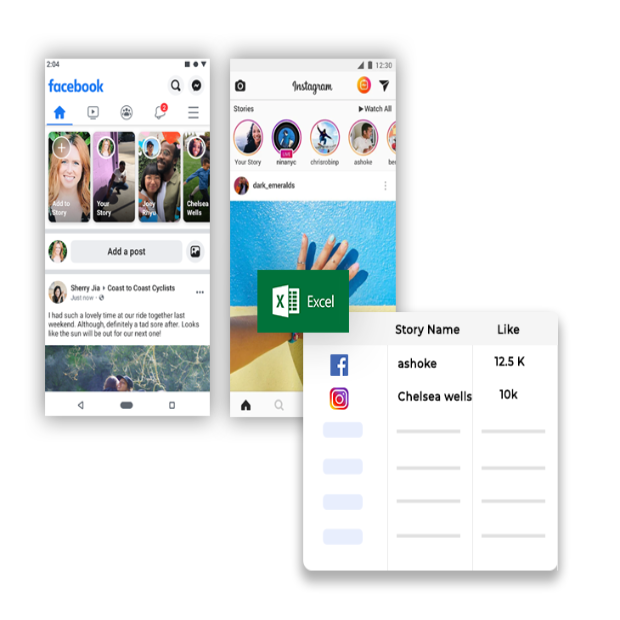 2:04
facebook
2
Add to
Story
Your
Story
Joey
Knyu
Chelsea
Wells
Add a post
Sherry Jia ▸ Coast to Coast Cyclists
Just now
I had such a lovely time at our ride together last
weekend. Although, definitely a tad sore after. Looks
like the sun will be out for our next one!
12:30
Instagram
Stories
Watch All
LIVE
Your Story
ninanyc
chrisrobinp
ashoke
dark_emeralds
X
Excel
Story Name
Like
ashoke
12.5 K
Chelsea wells
10k